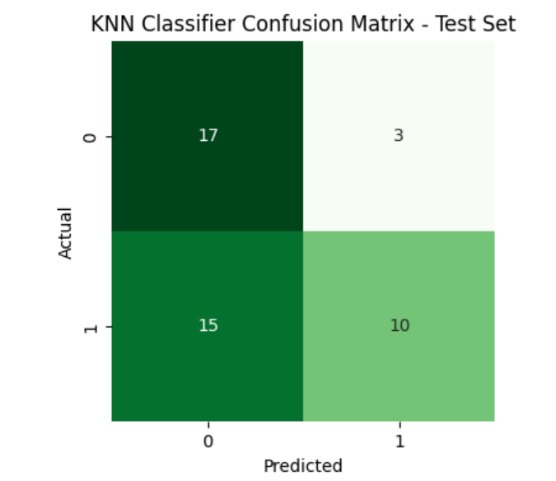 KNN Classifier Confusion Matrix - Test Set
0
17
3
Actual
1
15
10
0
1
Predicted